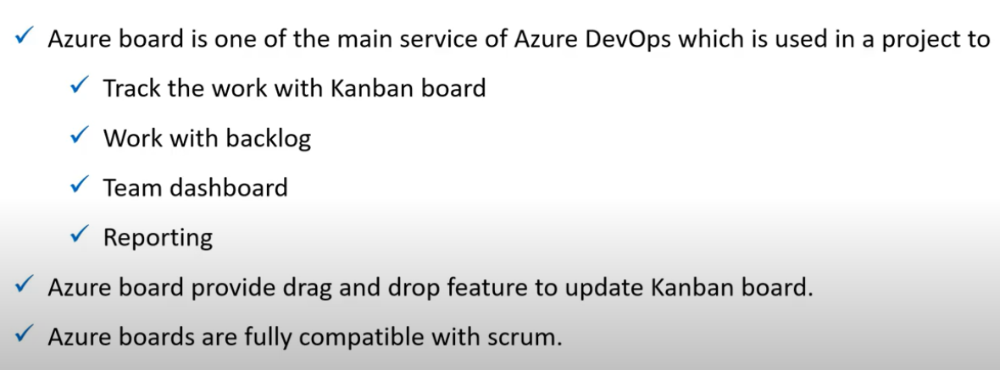 Azure board is one of the main service of Azure DevOps which is used in a project to
Track the work with Kanban board
Work with backlog
Team dashboard
Reporting
Azure board provide drag and drop feature to update Kanban board.
Azure boards are fully compatible with scrum.